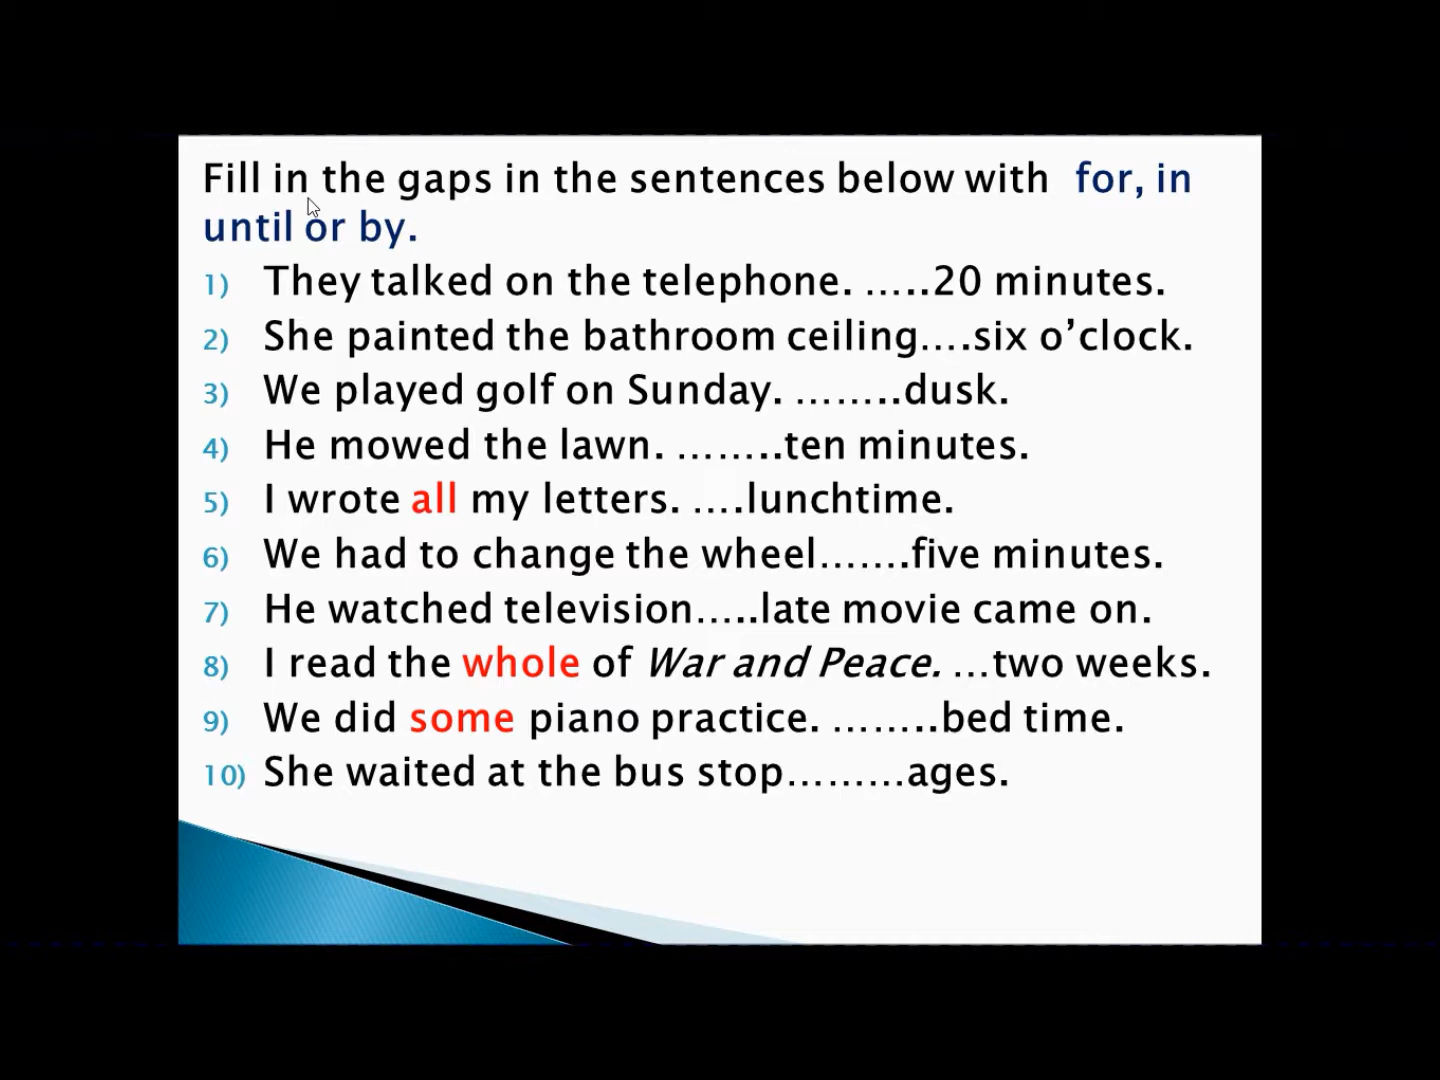 Fill in the gaps in the sentences below with for, in
until or by.
1) They talked on the telephone. …..20 minutes.
2) She painted the bathroom ceiling….six o’clock.
3) We played golf on Sunday. ……..dusk.
4) He mowed the lawn. ……..ten minutes.
5) I wrote all my letters. ….lunchtime.
6) We had to change the wheel…….five minutes.
7) He watched television…..late movie came on.
8) I read the whole of War and Peace. …two weeks.
9) We did some piano practice. ……..bed time.
10) She waited at the bus stop………ages.